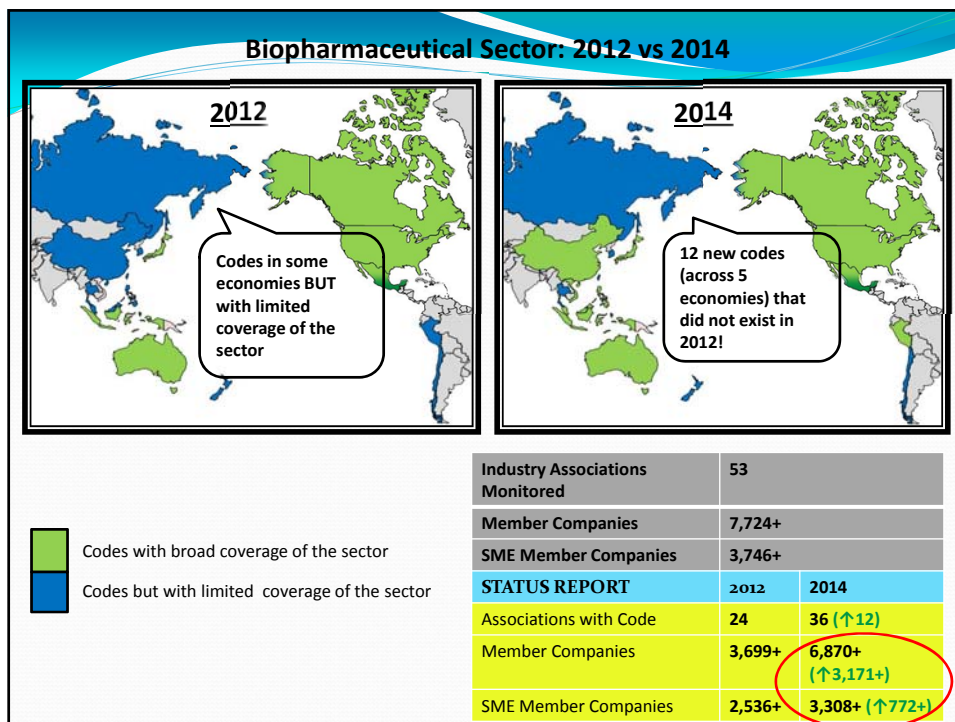 Biopharmaceutical Sector: 2012 vs 2014
2012
Codes in some
economies BUT
with limited
coverage of the
sector
2014
12 new codes
(across 5
economies) that
did not exist in
2012!
Codes with broad coverage of the sector
Codes but with limited coverage of the sector
Industry Associations
Monitored
53
Member Companies
7,724+
SME Member Companies
3,746+
STATUS REPORT
2012
2014
Associations with Code
24
36 (↑12)
Member Companies
3,699+
6,870+
(↑3,171+)
SME Member Companies
2,536+
3,308+ (↑772+)